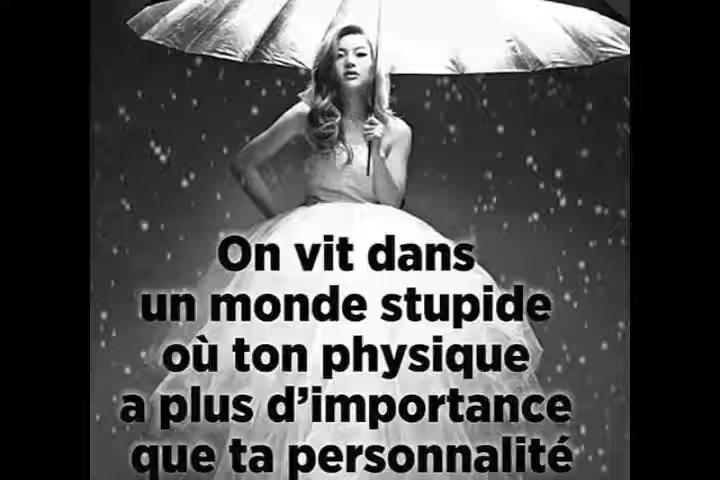 On vit dans
un monde stupide
où ton physique
a plus d'importance
que ta personnalité